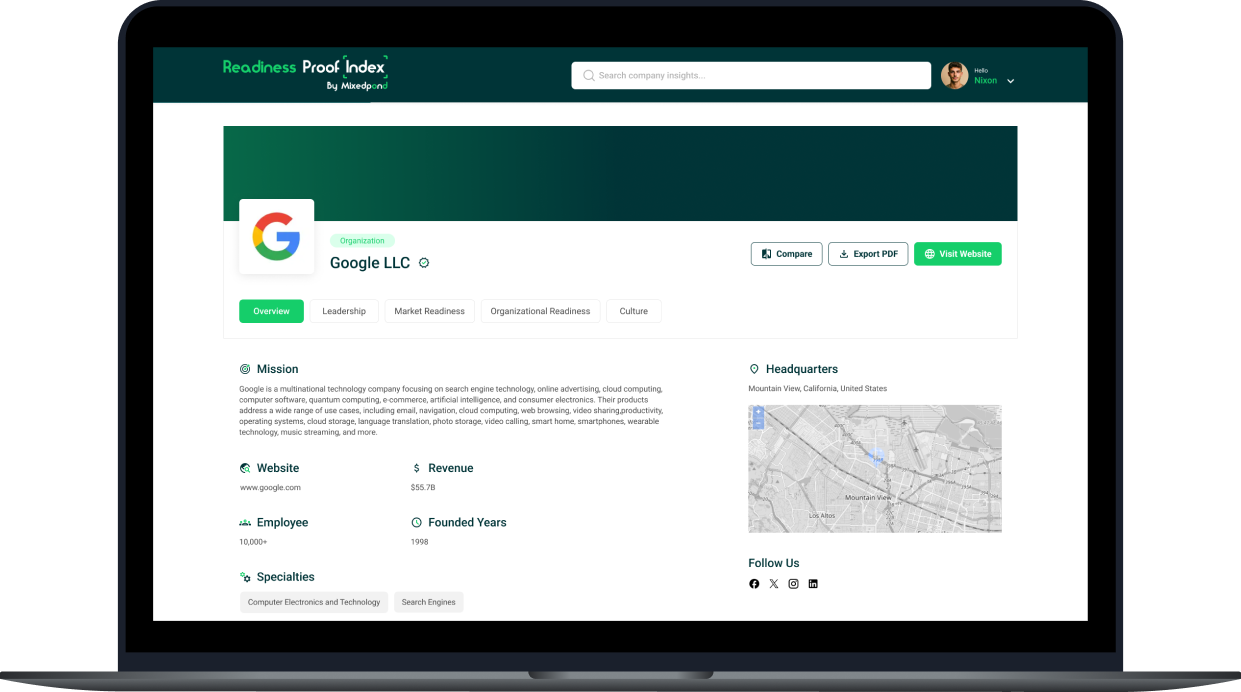 Readiness Proof Index
By Mixedpond
Search company insights...
Hello
Nixon
Organization
Google LLC
Compare
Export PDF
Visit Website
Overview
Leadership
Market Readiness
Organizational Readiness
Culture
Mission
Google is a multinational technology company focusing on search engine technology, online advertising, cloud computing,
computer software, quantum computing, e-commerce, artificial intelligence, and consumer electronics. Their products
address a wide range of use cases, including email, navigation, cloud computing, web browsing, video sharing,productivity,
operating systems, cloud storage, language translation, photo storage, video calling, smart home, smartphones, wearable
technology, music streaming, and more.
Website
www.google.com
Revenue
$55.7B
Employee
10,000+
Founded Years
1998
Specialties
Computer Electronics and Technology
Search Engines
Headquarters
Mountain View, California, United States
Mountain View
Los Altos
Follow Us